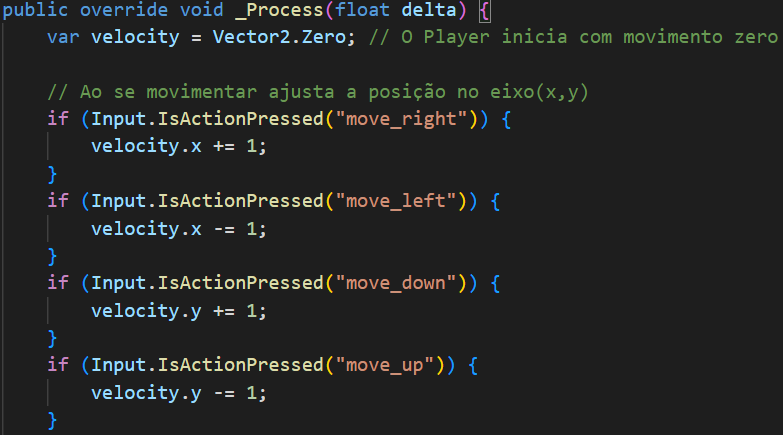 public override void _Process(float delta) {
var velocity = Vector2.Zero; // O Player inicia com movimento zero
// Ao se movimentar ajusta a posição no eixo(x,y)
if (Input.IsActionPressed("move_right")) {
velocity.x += 1;
}
if (Input.IsActionPressed("move_left")) {
velocity.x -= 1;
}
if (Input.IsActionPressed("move_down")) {
velocity.y += 1;
}
if (Input.IsActionPressed("move_up")) {
velocity.y -= 1;
}